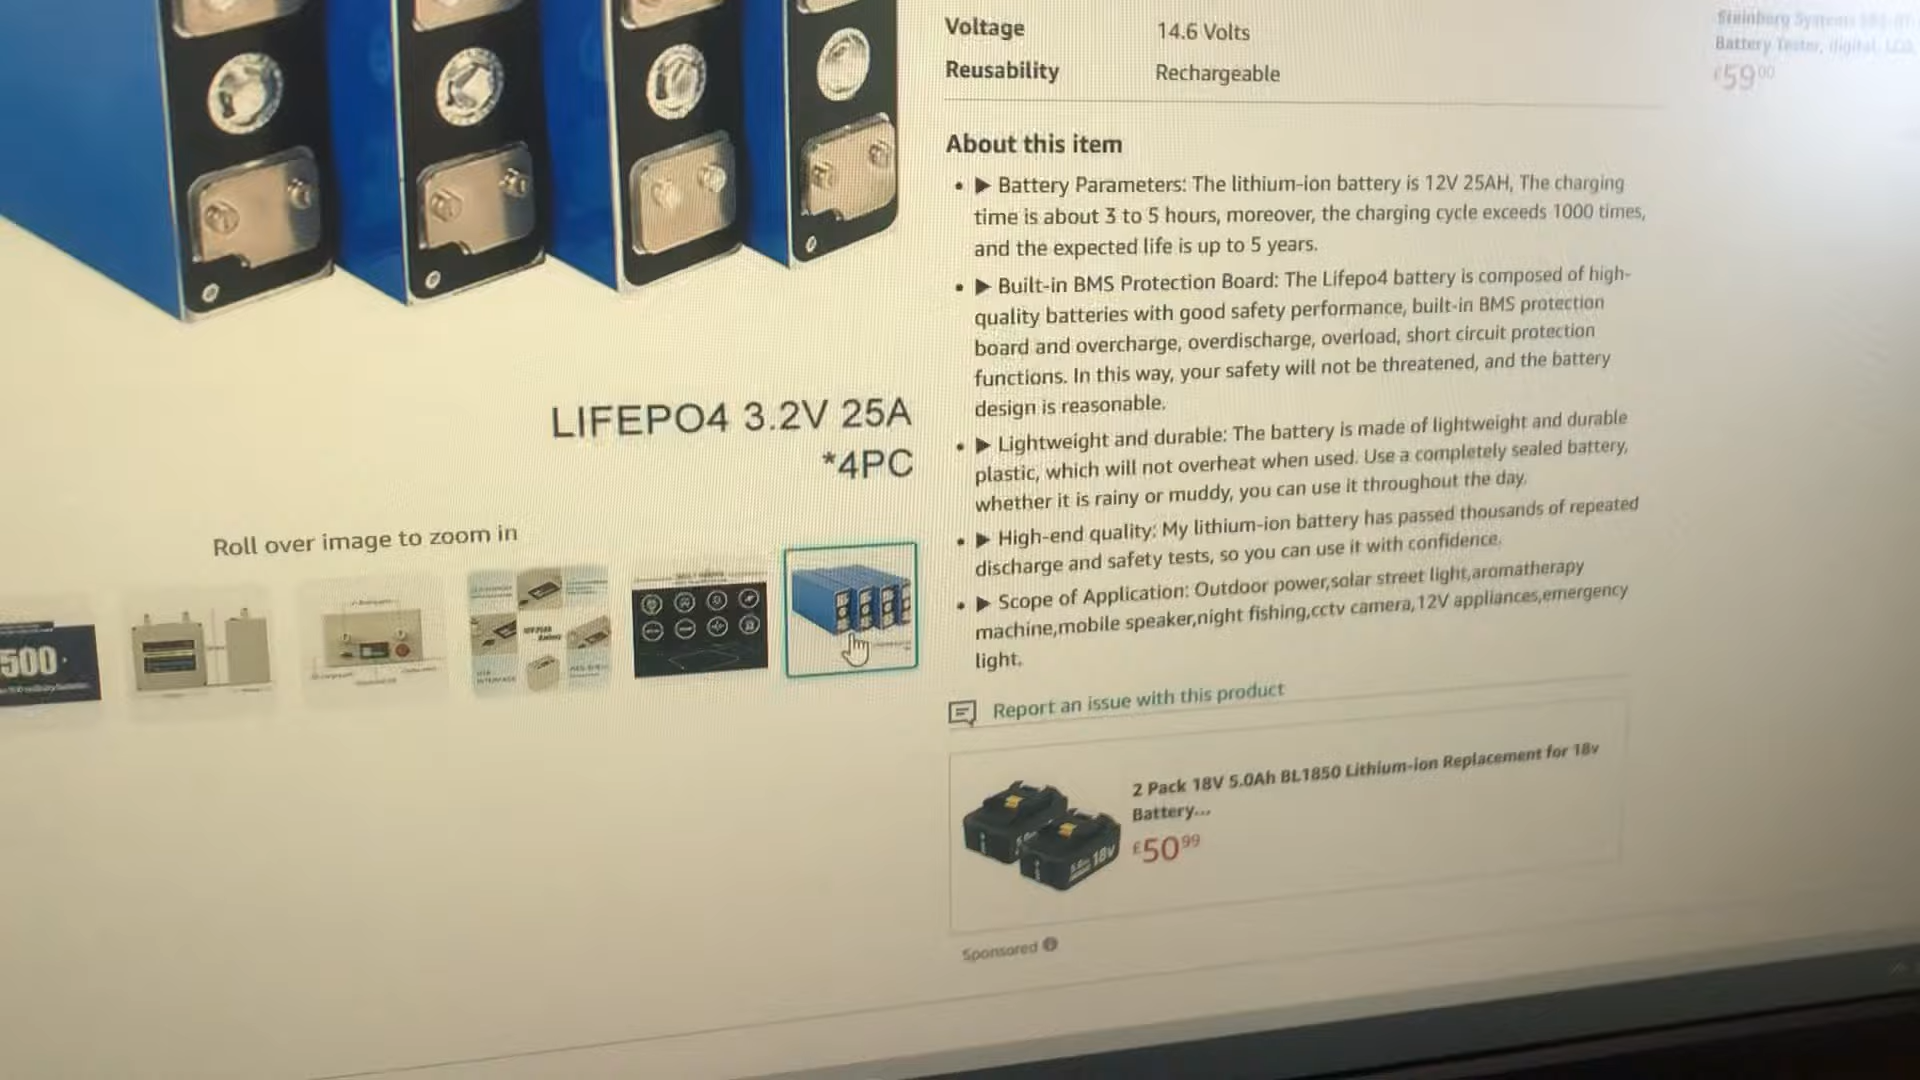 Voltage 14.6 Volts
Reusability Rechargeable
Steinberg Systems
Battery Tester, digital, LCD
£59⁰⁰
About this item
• ▶ Battery Parameters: The lithium-ion battery is 12V 25AH, The charging
time is about 3 to 5 hours, moreover, the charging cycle exceeds 1000 times,
and the expected life is up to 5 years.
• ▶ Built-in BMS Protection Board: The Lifepo4 battery is composed of high-
quality batteries with good safety performance, built-in BMS protection
board and overcharge, overdischarge, overload, short circuit protection
functions. In this way, your safety will not be threatened, and the battery
design is reasonable.
• ▶ Lightweight and durable: The battery is made of lightweight and durable
plastic, which will not overheat when used. Use a completely sealed battery,
whether it is rainy or muddy, you can use it throughout the day.
• ▶ High-end quality: My lithium-ion battery has passed thousands of repeated
discharge and safety tests, so you can use it with confidence.
• ▶ Scope of Application: Outdoor power,solar street light,aromatherapy
machine,mobile speaker,night fishing,cctv camera,12V appliances,emergency
light.
Report an issue with this product
LIFEPO4 3.2V 25A
*4PC
Roll over image to zoom in
500
2 Pack 18V 5.0Ah BL1850 Lithium-ion Replacement for 18v
Battery...
£50⁹⁹
18V
Sponsored